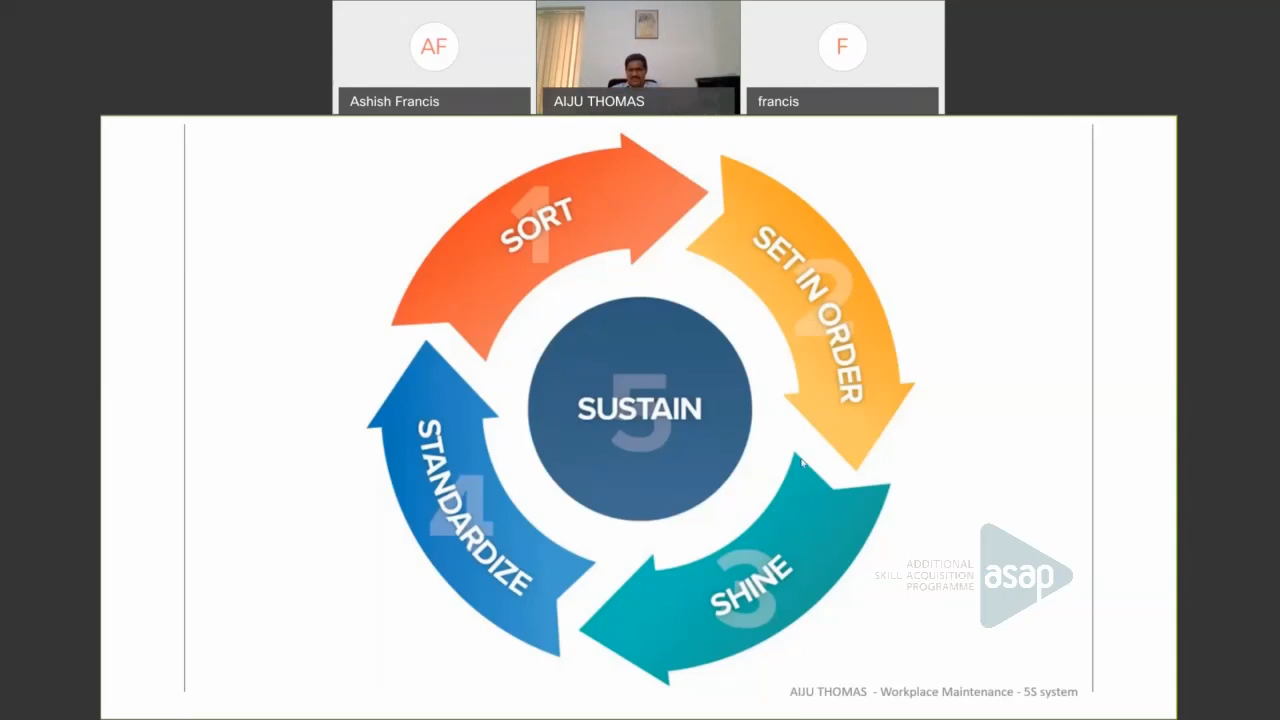 AF
Ashish Francis
AIJU THOMAS
F
francis
1
SORT
2
SET IN ORDER
5
SUSTAIN
4
STANDARDIZE
3
SHINE
ADDITIONAL
SKILL ACQUISITION
PROGRAMME
asap
AIJU THOMAS - Workplace Maintenance - 5S system